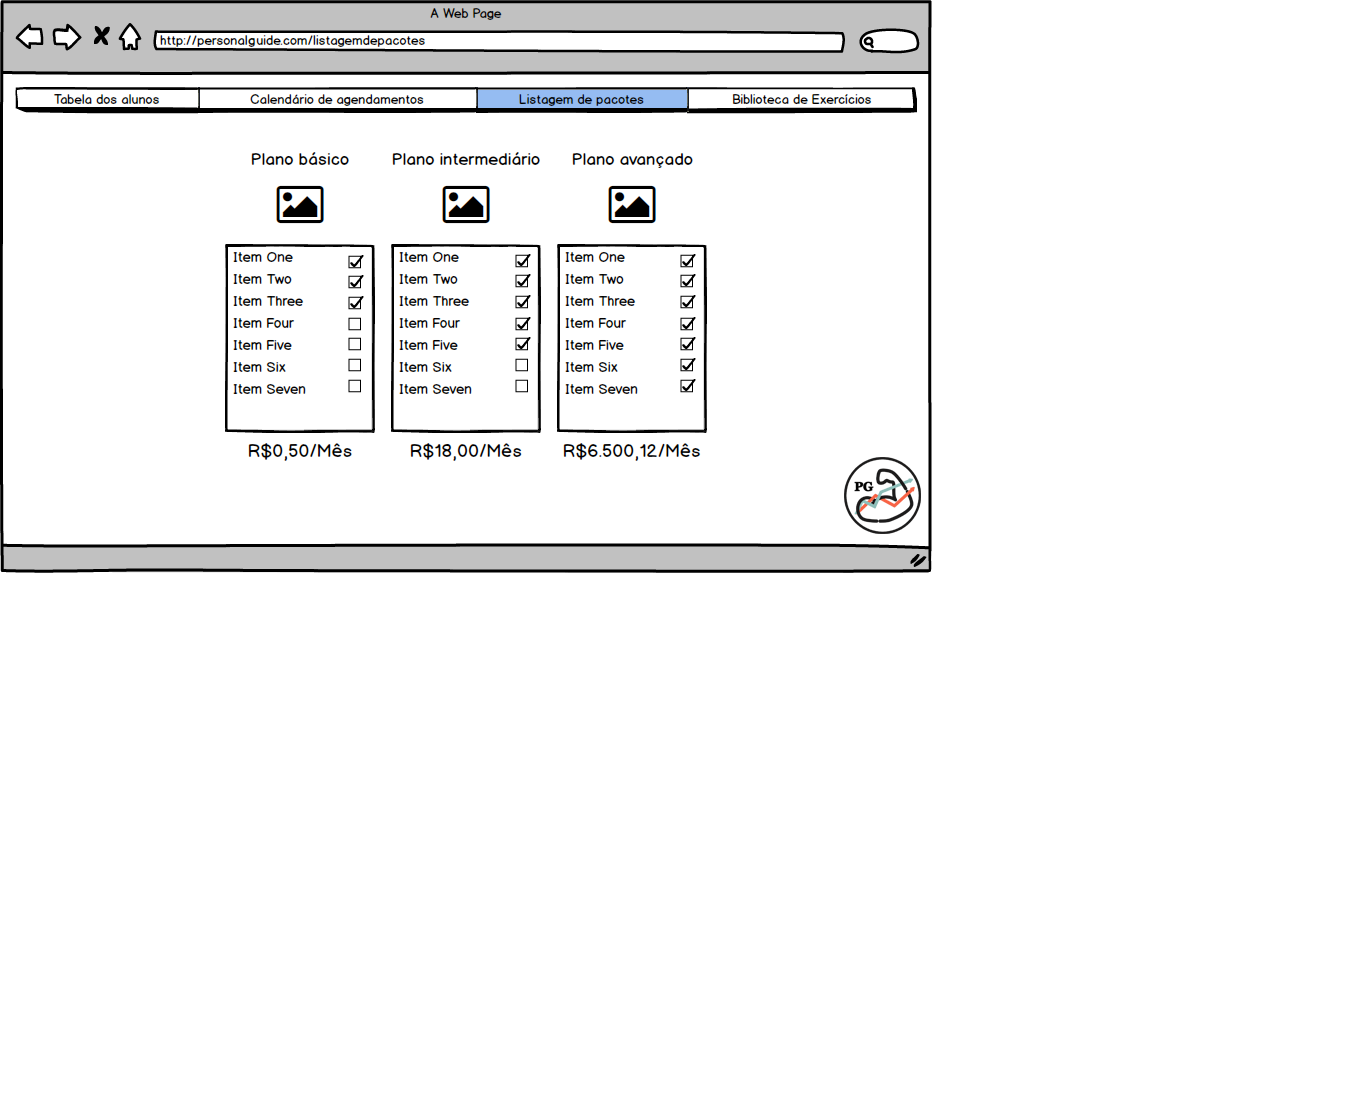 A Web Page
http://personalguide.com/listagemdepacotes
Tabela dos alunos
Calendário de agendamentos
Listagem de pacotes
Biblioteca de Exercícios
Plano básico
Item One
Item Two
Item Three
Item Four
Item Five
Item Six
Item Seven
R$0,50/Mês
Plano intermediário
Item One
Item Two
Item Three
Item Four
Item Five
Item Six
Item Seven
R$18,00/Mês
Plano avançado
Item One
Item Two
Item Three
Item Four
Item Five
Item Six
Item Seven
R$6.500,12/Mês
PG